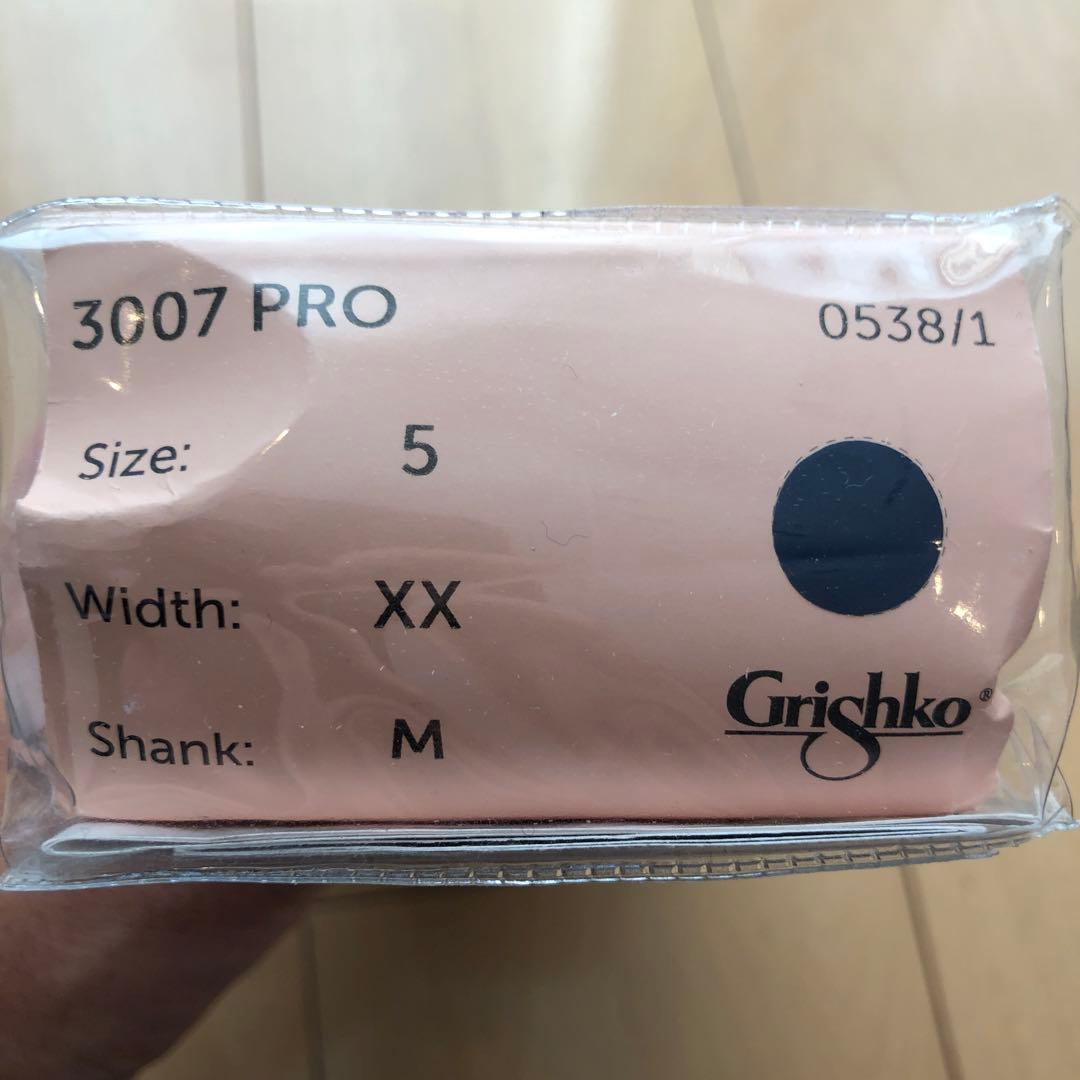 3007 PRO 0538/1
Size: 5
Width: XX
Shank: M
Grishko®